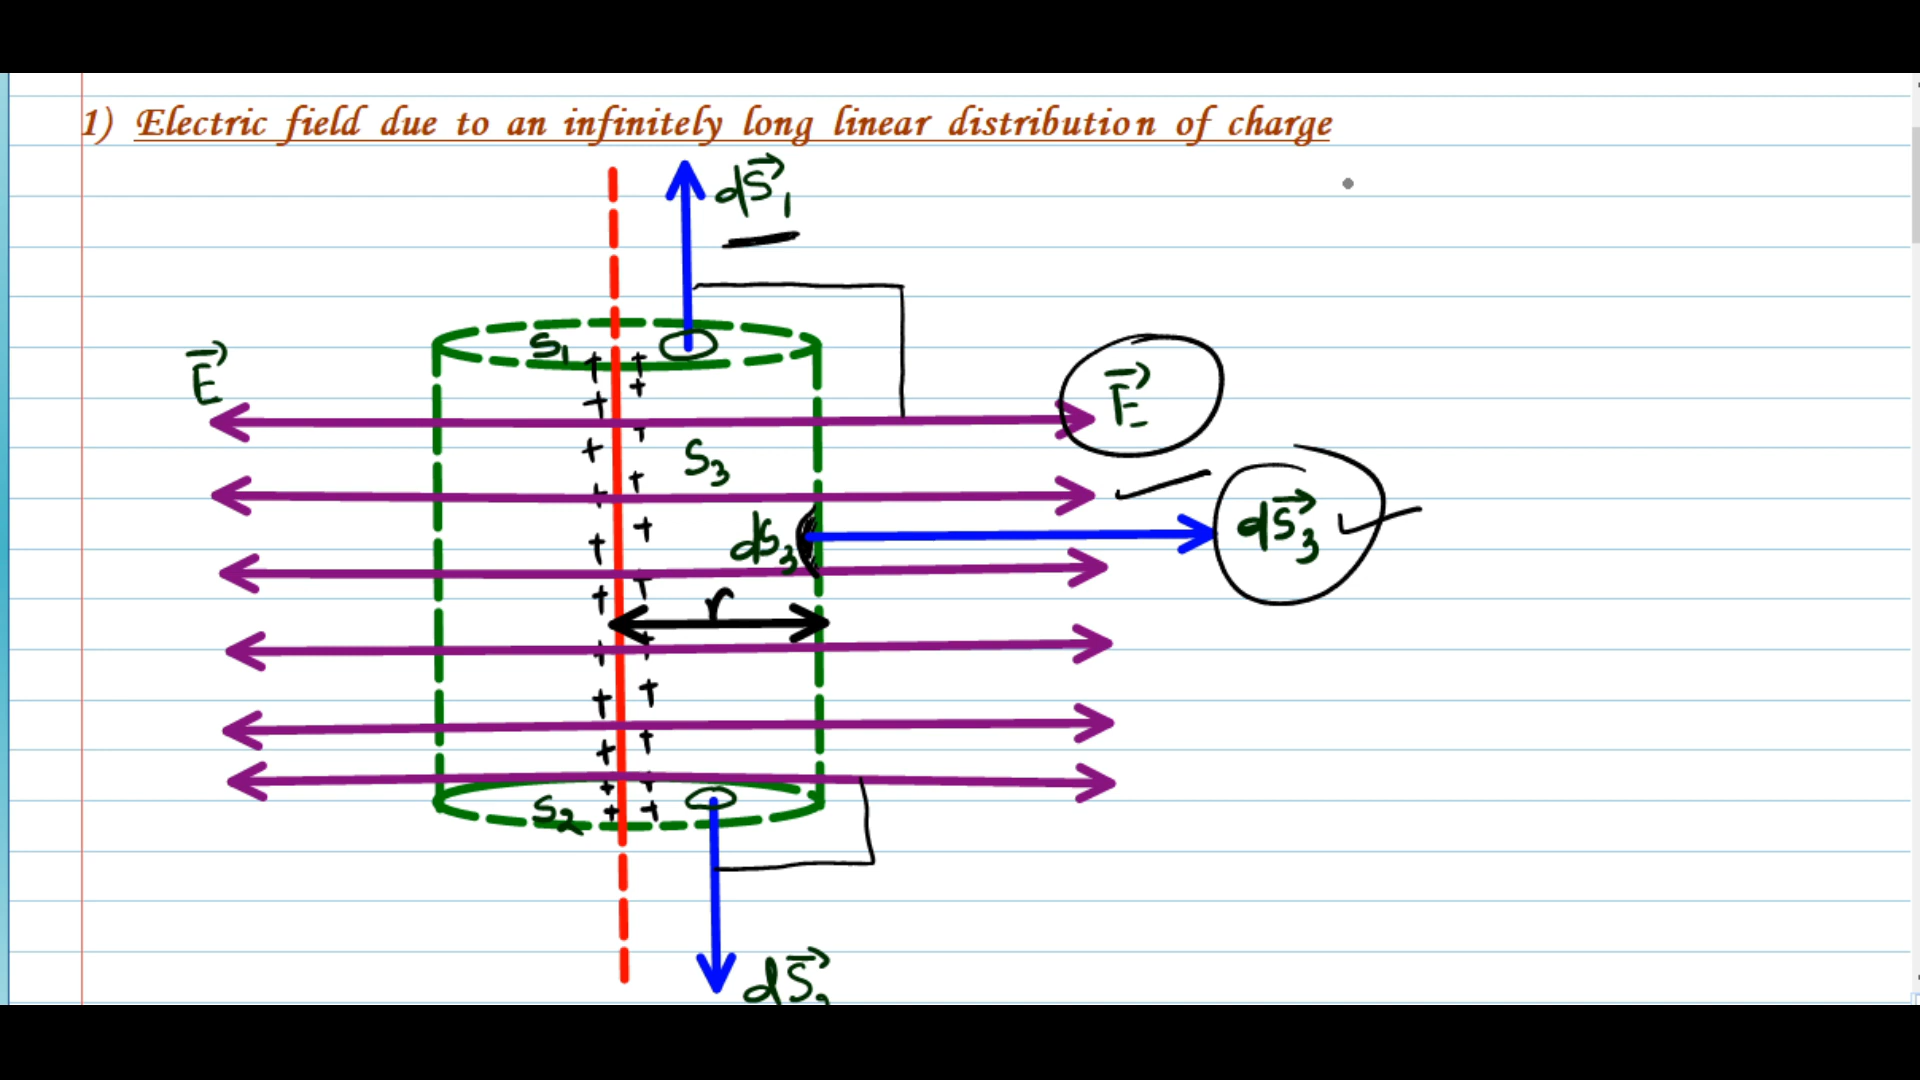 1) Electric field due to an infinitely long linear distribution of charge
dS⃗₁
S₁
E⃗
E⃗
S₃
dS₃
dS⃗₃
r
S₂
dS⃗